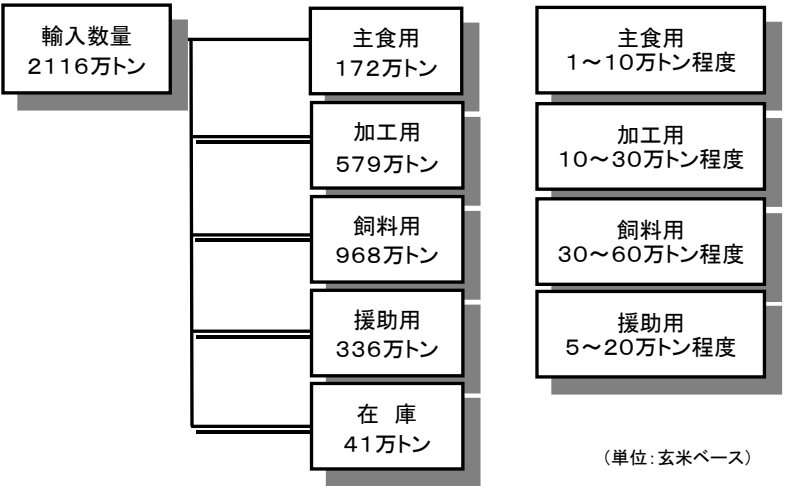 輸入数量
2116万トン
主食用
172万トン
加工用
579万トン
飼料用
968万トン
援助用
336万トン
在　庫
41万トン
主食用
1～10万トン程度
加工用
10～30万トン程度
飼料用
30～60万トン程度
援助用
5～20万トン程度
（単位：玄米ベース）